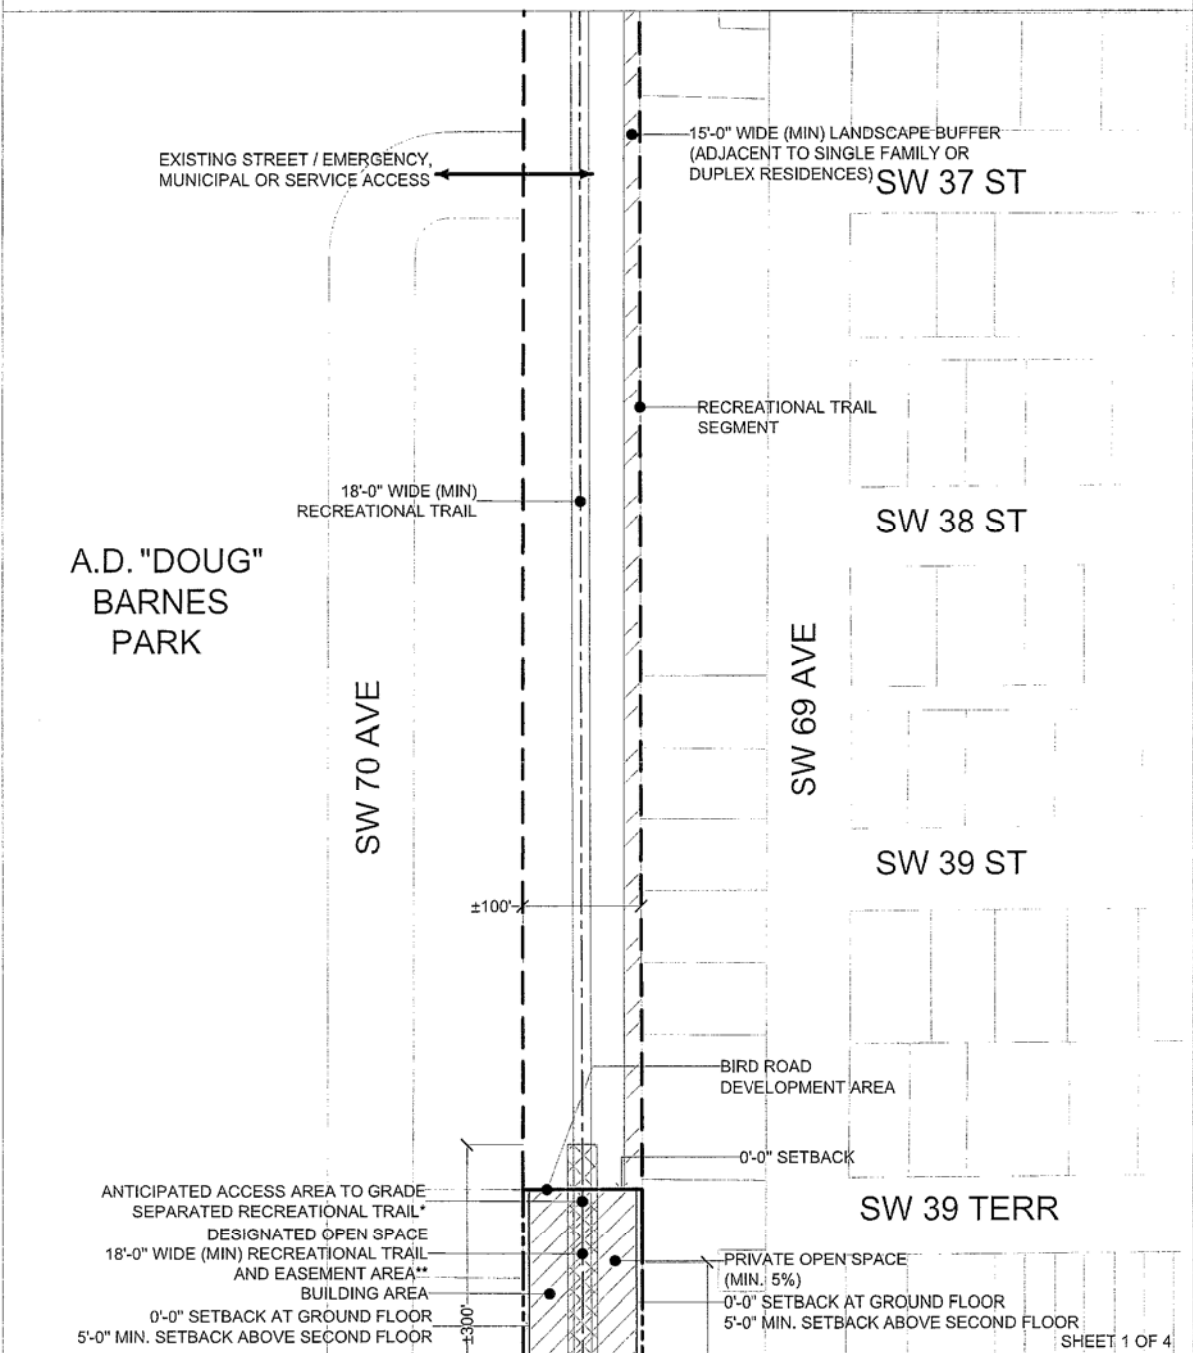 15'-0" WIDE (MIN) LANDSCAPE BUFFER
(ADJACENT TO SINGLE FAMILY OR
DUPLEX RESIDENCES)
SW 37 ST
EXISTING STREET / EMERGENCY,
MUNICIPAL OR SERVICE ACCESS
RECREATIONAL TRAIL
SEGMENT
18'-0" WIDE (MIN)
RECREATIONAL TRAIL
SW 38 ST
A.D. "DOUG"
BARNES
PARK
SW 70 AVE
SW 69 AVE
SW 39 ST
±100'
BIRD ROAD
DEVELOPMENT AREA
0'-0" SETBACK
ANTICIPATED ACCESS AREA TO GRADE
SEPARATED RECREATIONAL TRAIL*
SW 39 TERR
DESIGNATED OPEN SPACE
18'-0" WIDE (MIN) RECREATIONAL TRAIL
AND EASEMENT AREA**
BUILDING AREA
0'-0" SETBACK AT GROUND FLOOR
5'-0" MIN. SETBACK ABOVE SECOND FLOOR
±300'
PRIVATE OPEN SPACE
(MIN. 5%)
0'-0" SETBACK AT GROUND FLOOR
5'-0" MIN. SETBACK ABOVE SECOND FLOOR
SHEET 1 OF 4